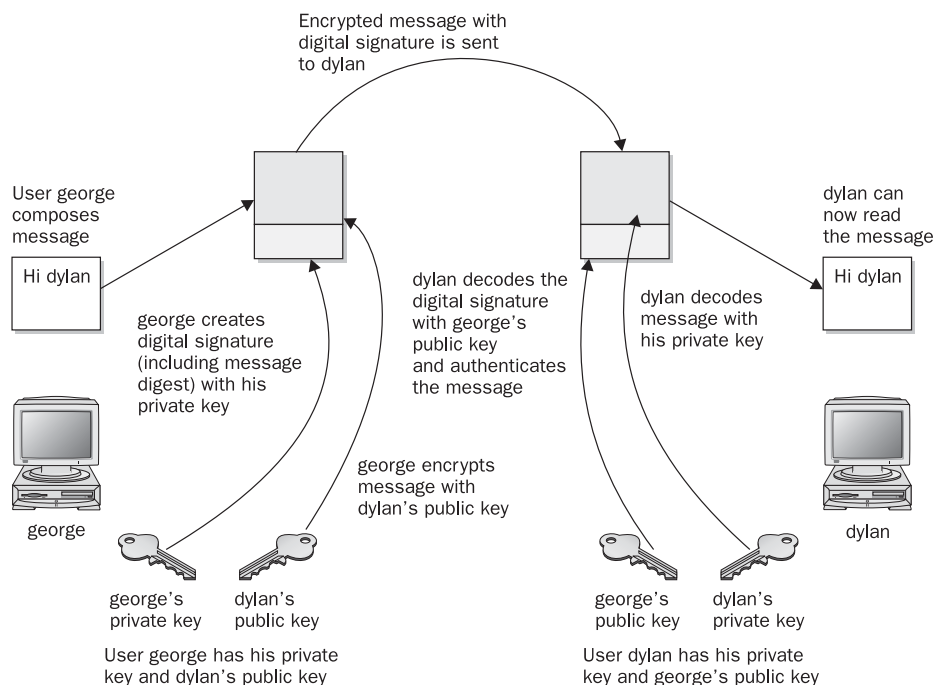 Encrypted message with
digital signature is sent
to dylan
User george
composes
message
Hi dylan
dylan can
now read
the message
Hi dylan
george creates
digital signature
(including message
digest) with his
private key
dylan decodes the
digital signature
with george's
public key
and authenticates
the message
dylan decodes
message with
his private key
george encrypts
message with
dylan's public key
george
dylan
george's
private key
dylan's
public key
george's
public key
dylan's
private key
User george has his private
key and dylan's public key
User dylan has his private
key and george's public key